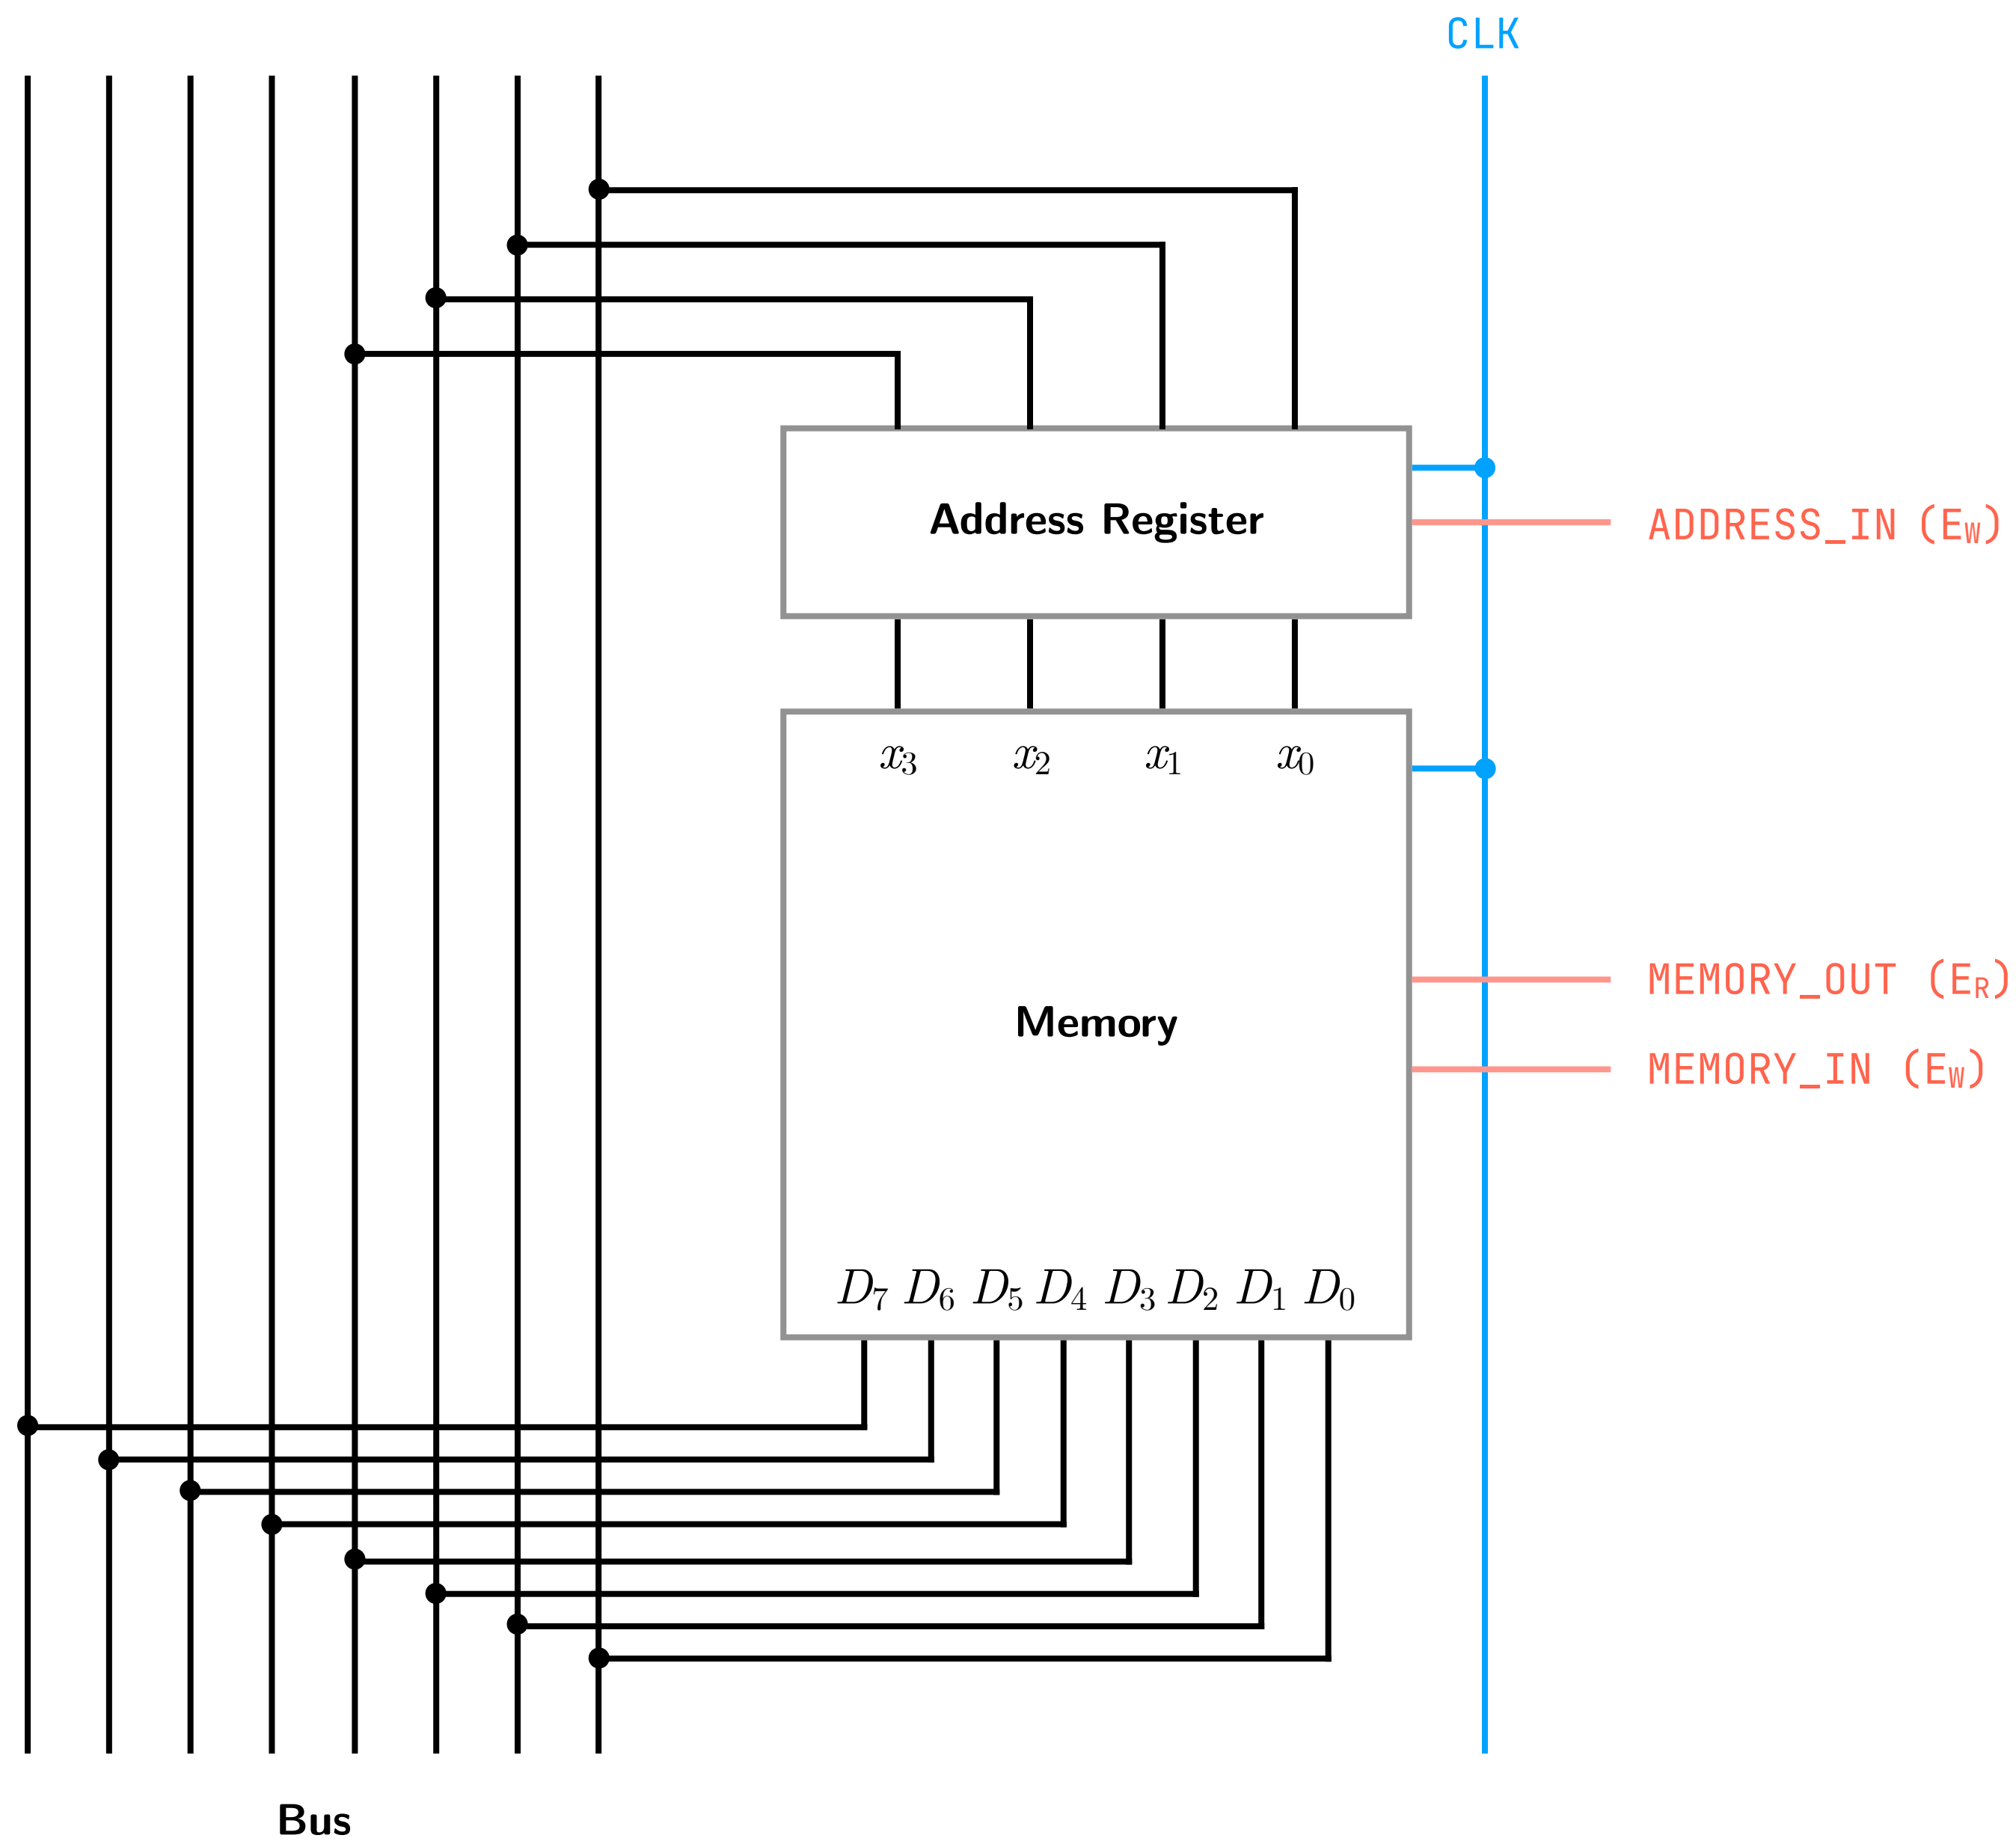 CLK
Address Register
ADDRESS_IN (EW)
x3 x2 x1 x0
MEMORY_OUT (ER)
Memory
MEMORY_IN (EW)
D7 D6 D5 D4 D3 D2 D1 D0
Bus